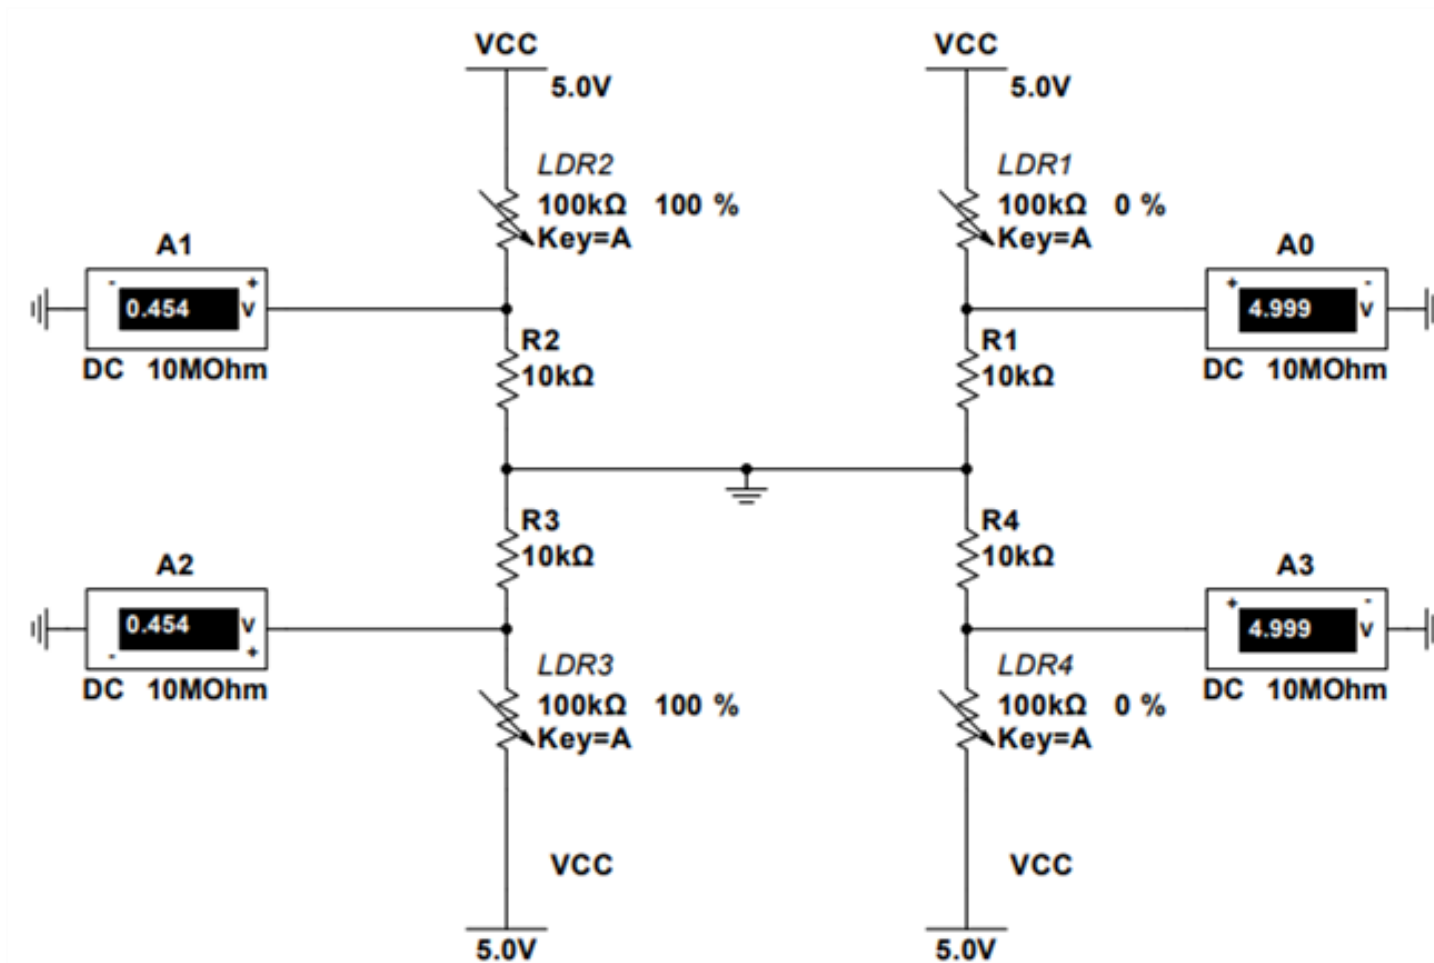 VCC
5.0V
LDR2
100kΩ 100 %
Key=A
A1
- +
0.454 V
DC 10MOhm
R2
10kΩ
VCC
5.0V
LDR1
100kΩ 0 %
Key=A
A0
+ -
4.999 V
DC 10MOhm
R1
10kΩ
R3
10kΩ
A2
0.454 V
- +
DC 10MOhm
LDR3
100kΩ 100 %
Key=A
VCC
5.0V
R4
10kΩ
A3
+ -
4.999 V
DC 10MOhm
LDR4
100kΩ 0 %
Key=A
VCC
5.0V